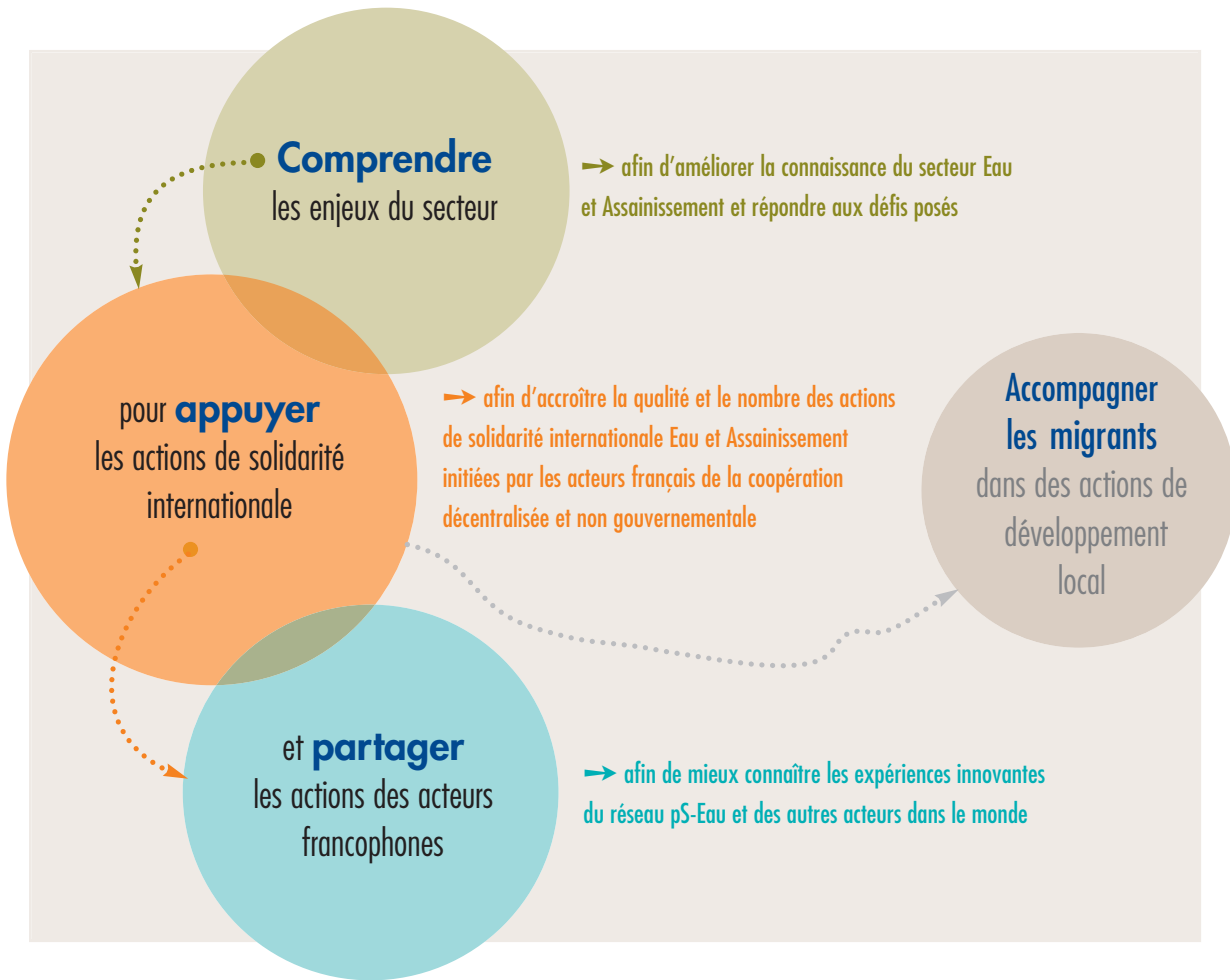 Comprendre
les enjeux du secteur
➙ afin d'améliorer la connaissance du secteur Eau
et Assainissement et répondre aux défis posés
pour appuyer
les actions de solidarité
internationale
➙ afin d’accroître la qualité et le nombre des actions
de solidarité internationale Eau et Assainissement
initiées par les acteurs français de la coopération
décentralisée et non gouvernementale
Accompagner
les migrants
dans des actions de
développement
local
et partager
les actions des acteurs
francophones
➙ afin de mieux connaître les expériences innovantes
du réseau pS-Eau et des autres acteurs dans le monde